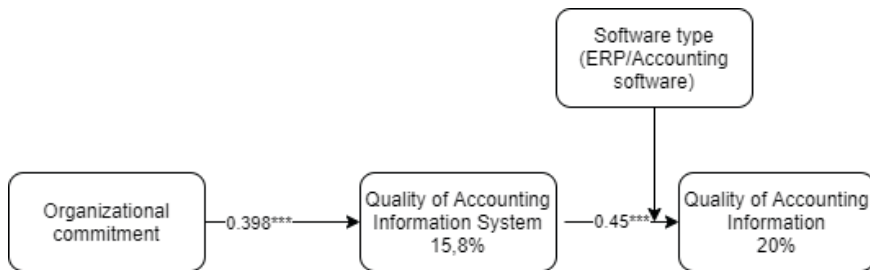 Software type
(ERP/Accounting
software)
Organizational
commitment
0.398***
Quality of Accounting
Information System
15,8%
0.45***
Quality of Accounting
Information
20%